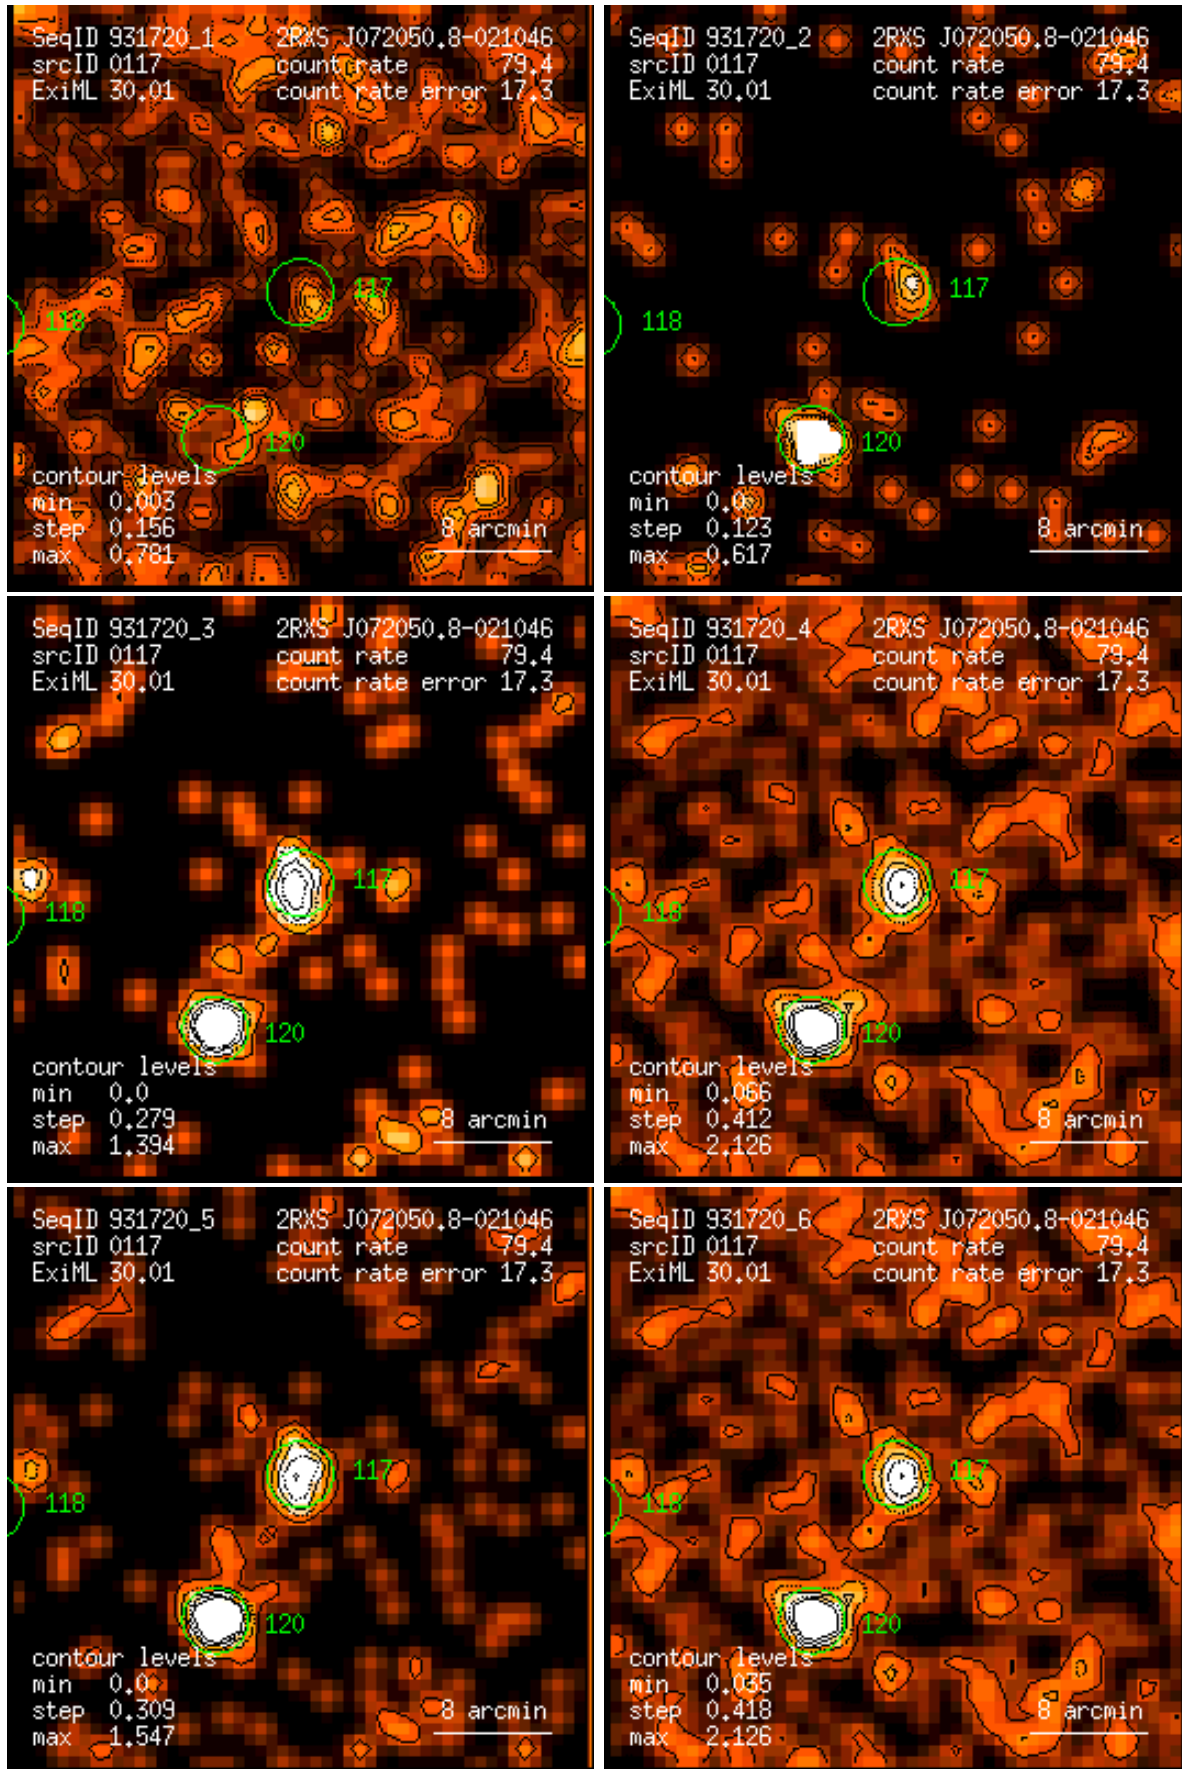 SeqID 931720_1 2RXS J072050.8-021046
srcID 0117 count rate 79.4
ExiML 30.01 count rate error 17.3
117
118
120
contour levels
min 0.003
step 0.156 8 arcmin
max 0.781
SeqID 931720_2 2RXS J072050.8-021046
srcID 0117 count rate 79.4
ExiML 30.01 count rate error 17.3
117
118
120
contour levels
min 0.0
step 0.123 8 arcmin
max 0.617
SeqID 931720_3 2RXS J072050.8-021046
srcID 0117 count rate 79.4
ExiML 30.01 count rate error 17.3
117
118
120
contour levels
min 0.0
step 0.279 8 arcmin
max 1.394
SeqID 931720_4 2RXS J072050.8-021046
srcID 0117 count rate 79.4
ExiML 30.01 count rate error 17.3
117
118
120
contour levels
min 0.066
step 0.412 8 arcmin
max 2.126
SeqID 931720_5 2RXS J072050.8-021046
srcID 0117 count rate 79.4
ExiML 30.01 count rate error 17.3
117
118
120
contour levels
min 0.0
step 0.309 8 arcmin
max 1.547
SeqID 931720_6 2RXS J072050.8-021046
srcID 0117 count rate 79.4
ExiML 30.01 count rate error 17.3
117
118
120
contour levels
min 0.035
step 0.418 8 arcmin
max 2.126